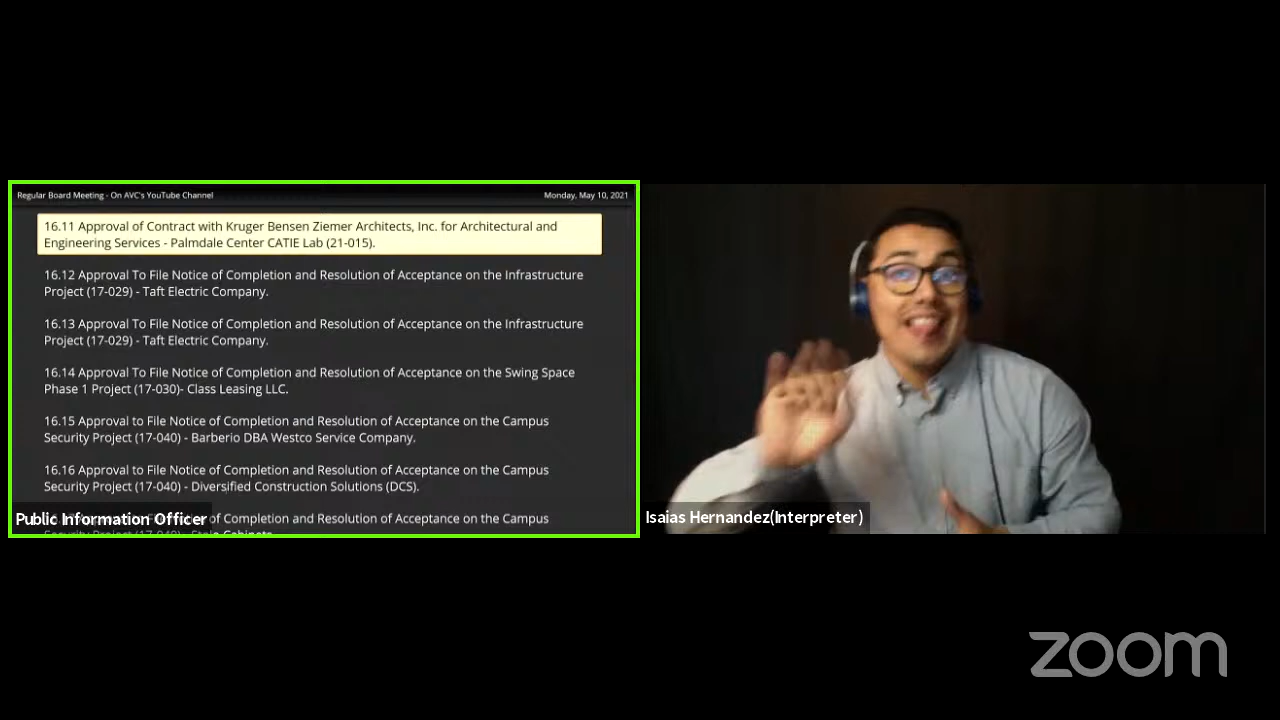 Regular Board Meeting - On AVC's YouTube Channel
Monday, May 10, 2021
16.11 Approval of Contract with Kruger Bensen Ziemer Architects, Inc. for Architectural and
Engineering Services - Palmdale Center CATIE Lab (21-015).
16.12 Approval To File Notice of Completion and Resolution of Acceptance on the Infrastructure
Project (17-029) - Taft Electric Company.
16.13 Approval To File Notice of Completion and Resolution of Acceptance on the Infrastructure
Project (17-029) - Taft Electric Company.
16.14 Approval To File Notice of Completion and Resolution of Acceptance on the Swing Space
Phase 1 Project (17-030)- Class Leasing LLC.
16.15 Approval to File Notice of Completion and Resolution of Acceptance on the Campus
Security Project (17-040) - Barberio DBA Westco Service Company.
16.16 Approval to File Notice of Completion and Resolution of Acceptance on the Campus
Security Project (17-040) - Diversified Construction Solutions (DCS).
of Completion and Resolution of Acceptance on the Campus
Public Information Officer
Isaias Hernandez(Interpreter)
zoom